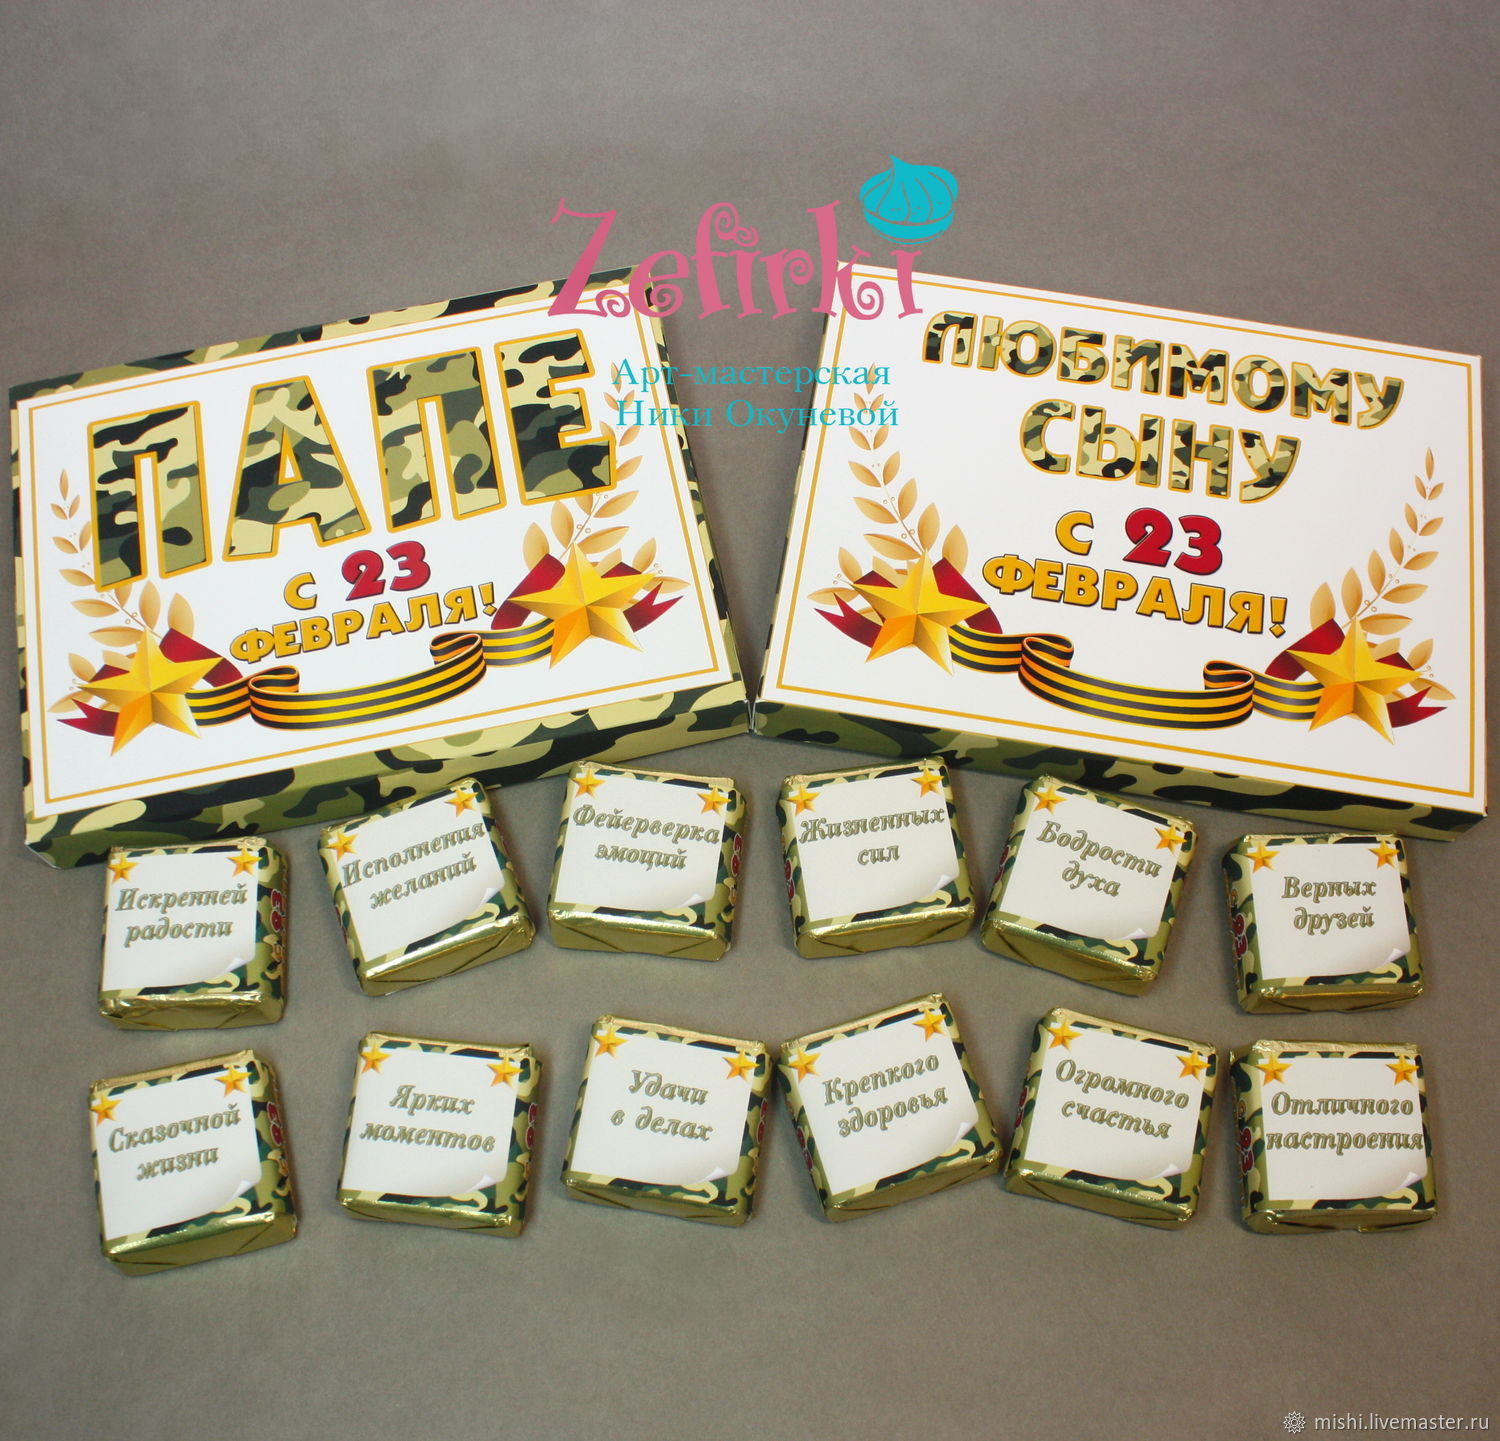 Zefirki
Арт-мастерская
Ники Окуневой
ПАПЕ
С 23
ФЕВРАЛЯ!
ЛЮБИМОМУ
СЫНУ
С 23
ФЕВРАЛЯ!
Искренней
радости
Исполнения
желаний
Фейерверка
эмоций
Жизненных
сил
Бодрости
духа
Верных
друзей
Сказочной
жизни
Ярких
моментов
Удачи
в делах
Крепкого
здоровья
Огромного
счастья
Отличного
настроения
mishi.livemaster.ru